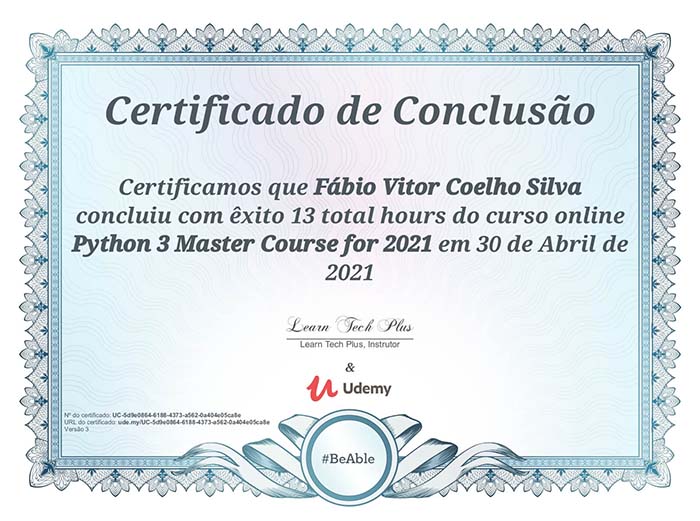 Certificado de Conclusão
Certificamos que Fábio Vitor Coelho Silva
concluiu com êxito 13 total hours do curso online
Python 3 Master Course for 2021 em 30 de Abril de
2021
Learn Tech Plus
Learn Tech Plus, Instrutor
&
Udemy
Nº do certificado: UC-5d9e0864-6188-4373-a562-0a404e05ca8e
URL do certificado: ude.my/UC-5d9e0864-6188-4373-a562-0a404e05ca8e
Versão 3
#BeAble